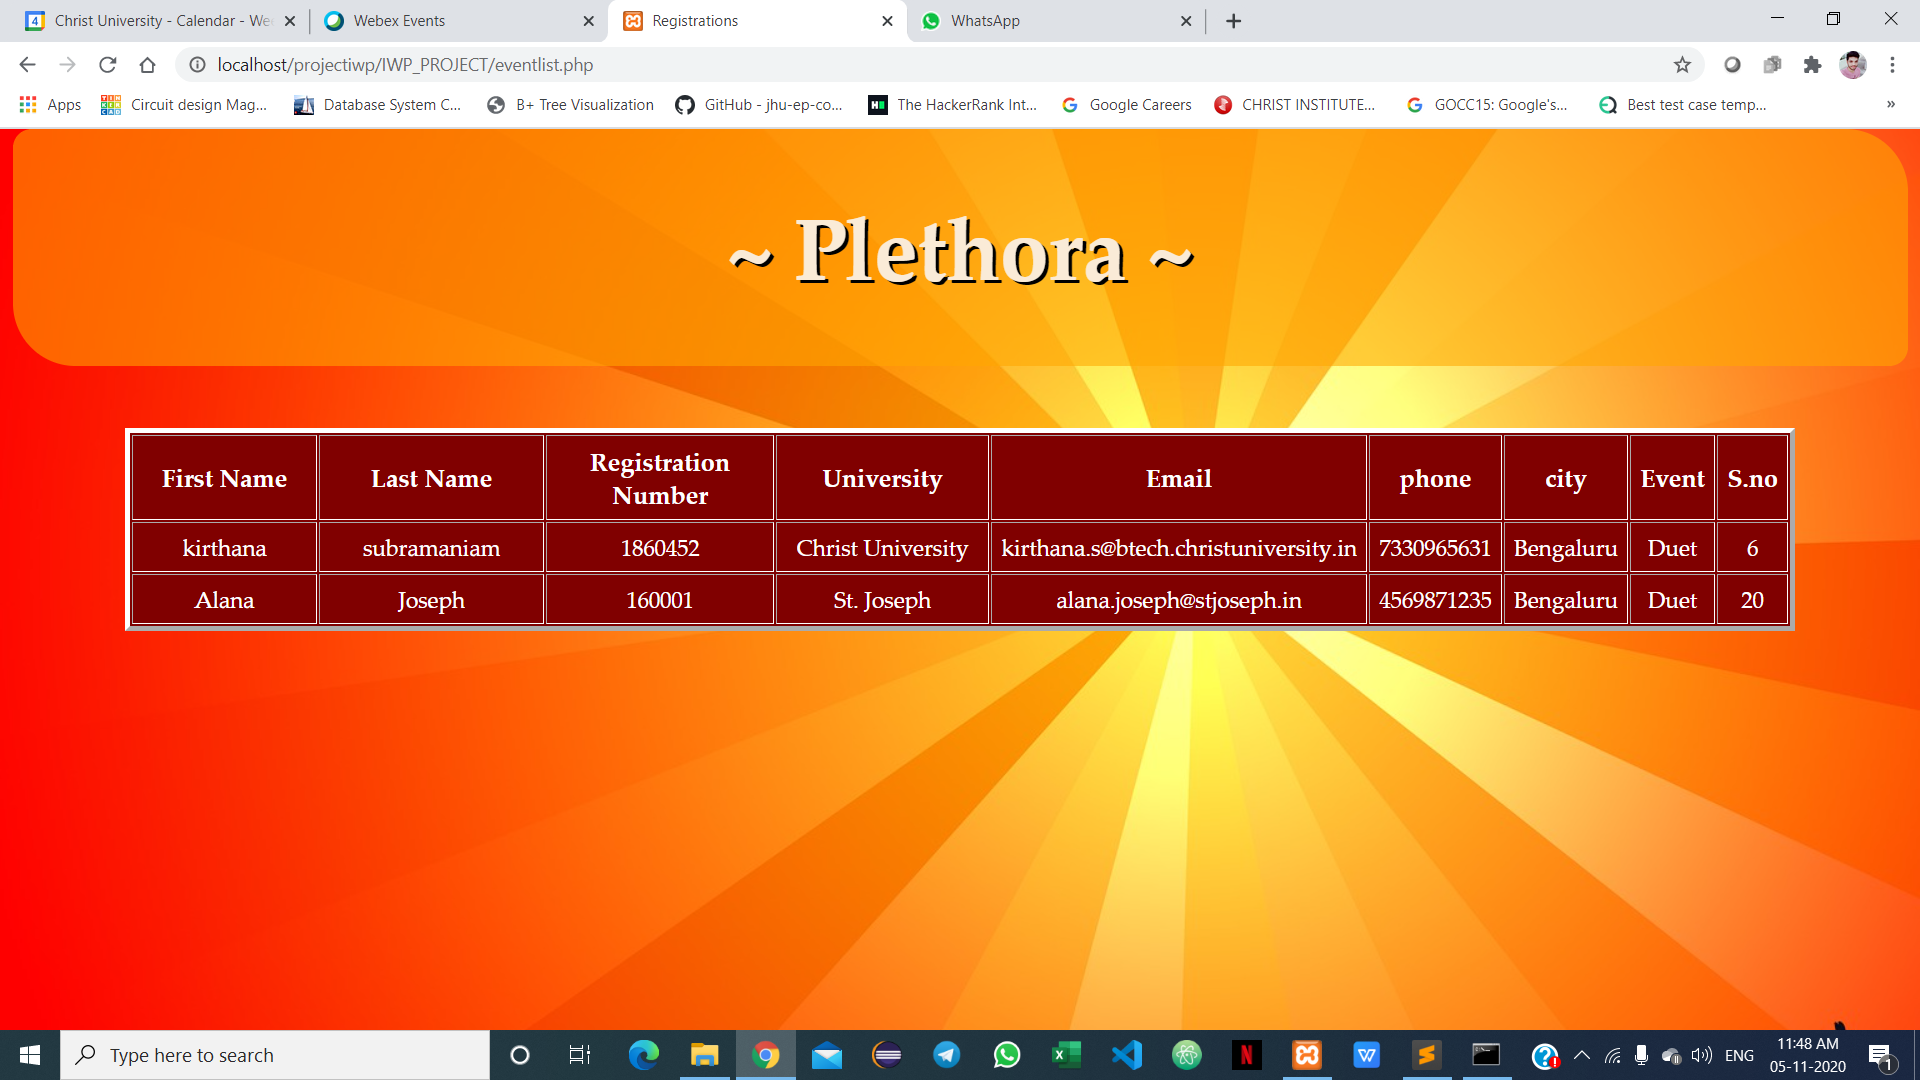 Christ University - Calendar - Wee
Webex Events
Registrations
WhatsApp
localhost/projectiwp/IWP_PROJECT/eventlist.php
Apps
Circuit design Mag...
Database System C...
B+ Tree Visualization
GitHub - jhu-ep-co...
The HackerRank Int...
Google Careers
CHRIST INSTITUTE...
GOCC15: Google's...
Best test case temp...
»
~ Plethora ~
First Name Last Name Registration Number University Email phone city Event S.no
kirthana subramaniam 1860452 Christ University kirthana.s@btech.christuniversity.in 7330965631 Bengaluru Duet 6
Alana Joseph 160001 St. Joseph alana.joseph@stjoseph.in 4569871235 Bengaluru Duet 20
Type here to search
ENG
11:48 AM
05-11-2020
1